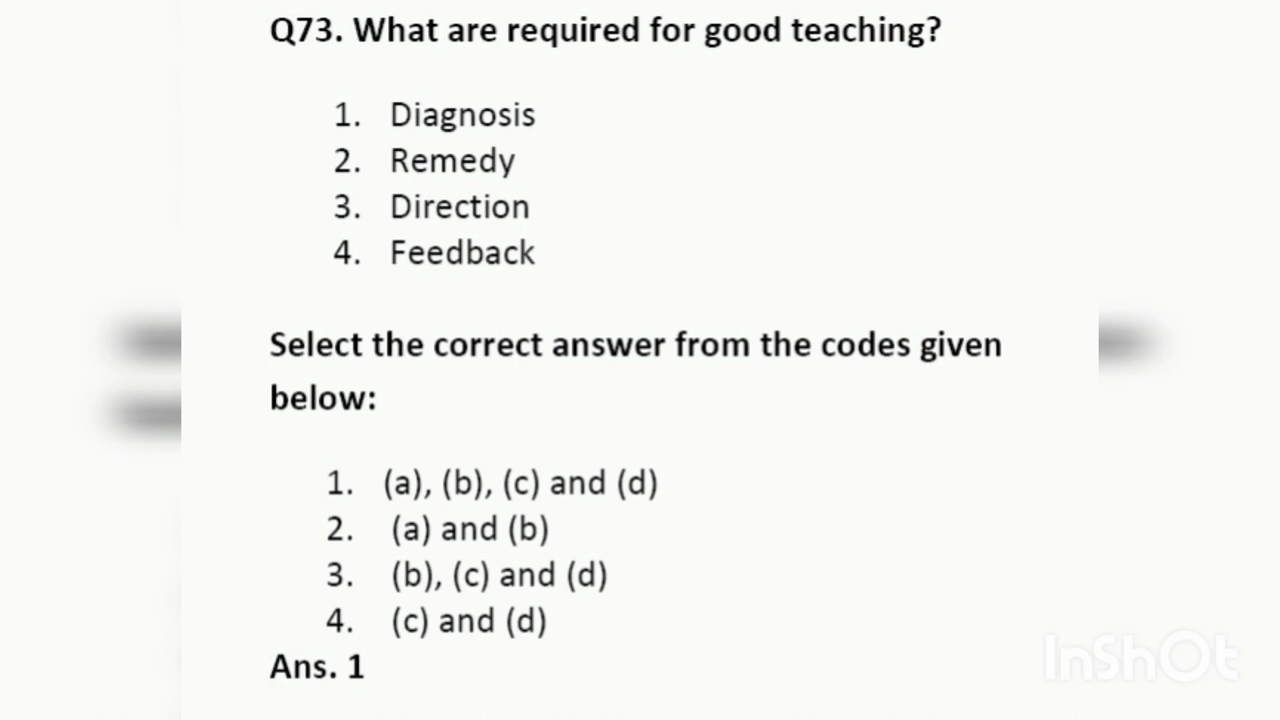 Q73. What are required for good teaching?
1. Diagnosis
2. Remedy
3. Direction
4. Feedback
Select the correct answer from the codes given
below:
1. (a), (b), (c) and (d)
2. (a) and (b)
3. (b), (c) and (d)
4. (c) and (d)
Ans. 1
InShOt